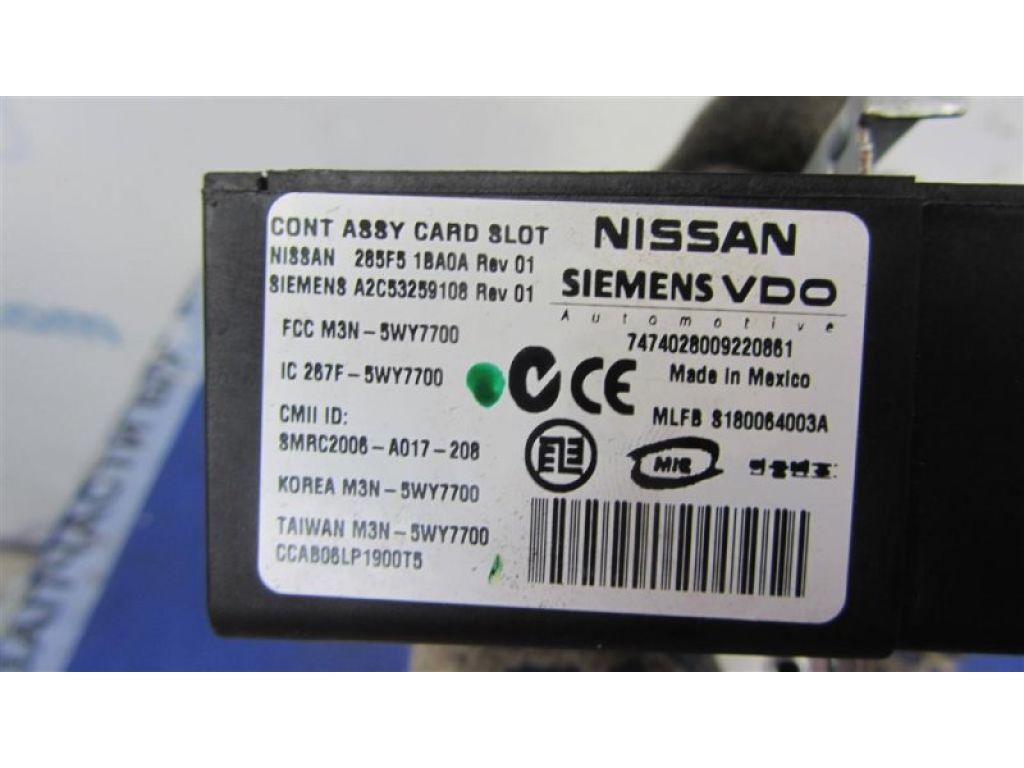 CONT ASSY CARD SLOT
NISSAN 285F5 1BA0A Rev 01
SIEMENS A2C53259108 Rev 01
FCC M3N-5WY7700
IC 267F-5WY7700
CMII ID:
SMRC2006-A017-208
KOREA M3N-5WY7700
TAIWAN M3N-5WY7700
CCAB06LP1900T5
NISSAN
SIEMENS VDO
Automotive
7474028009220861
CE
Made in Mexico
MLFB S180064003A
MIC